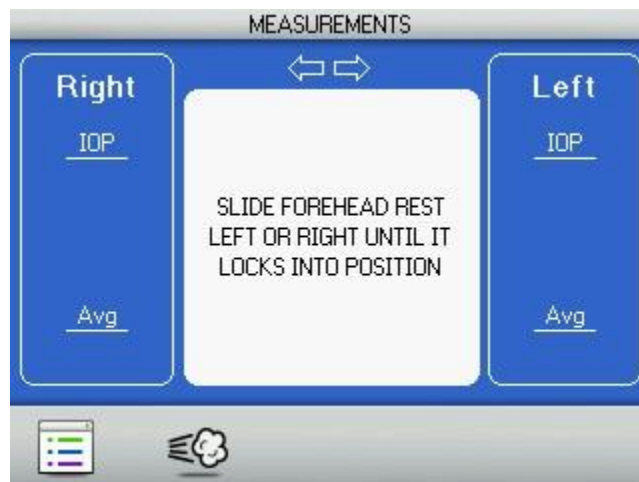 MEASUREMENTS
Right
IOP
Avg
SLIDE FOREHEAD REST
LEFT OR RIGHT UNTIL IT
LOCKS INTO POSITION
Left
IOP
Avg